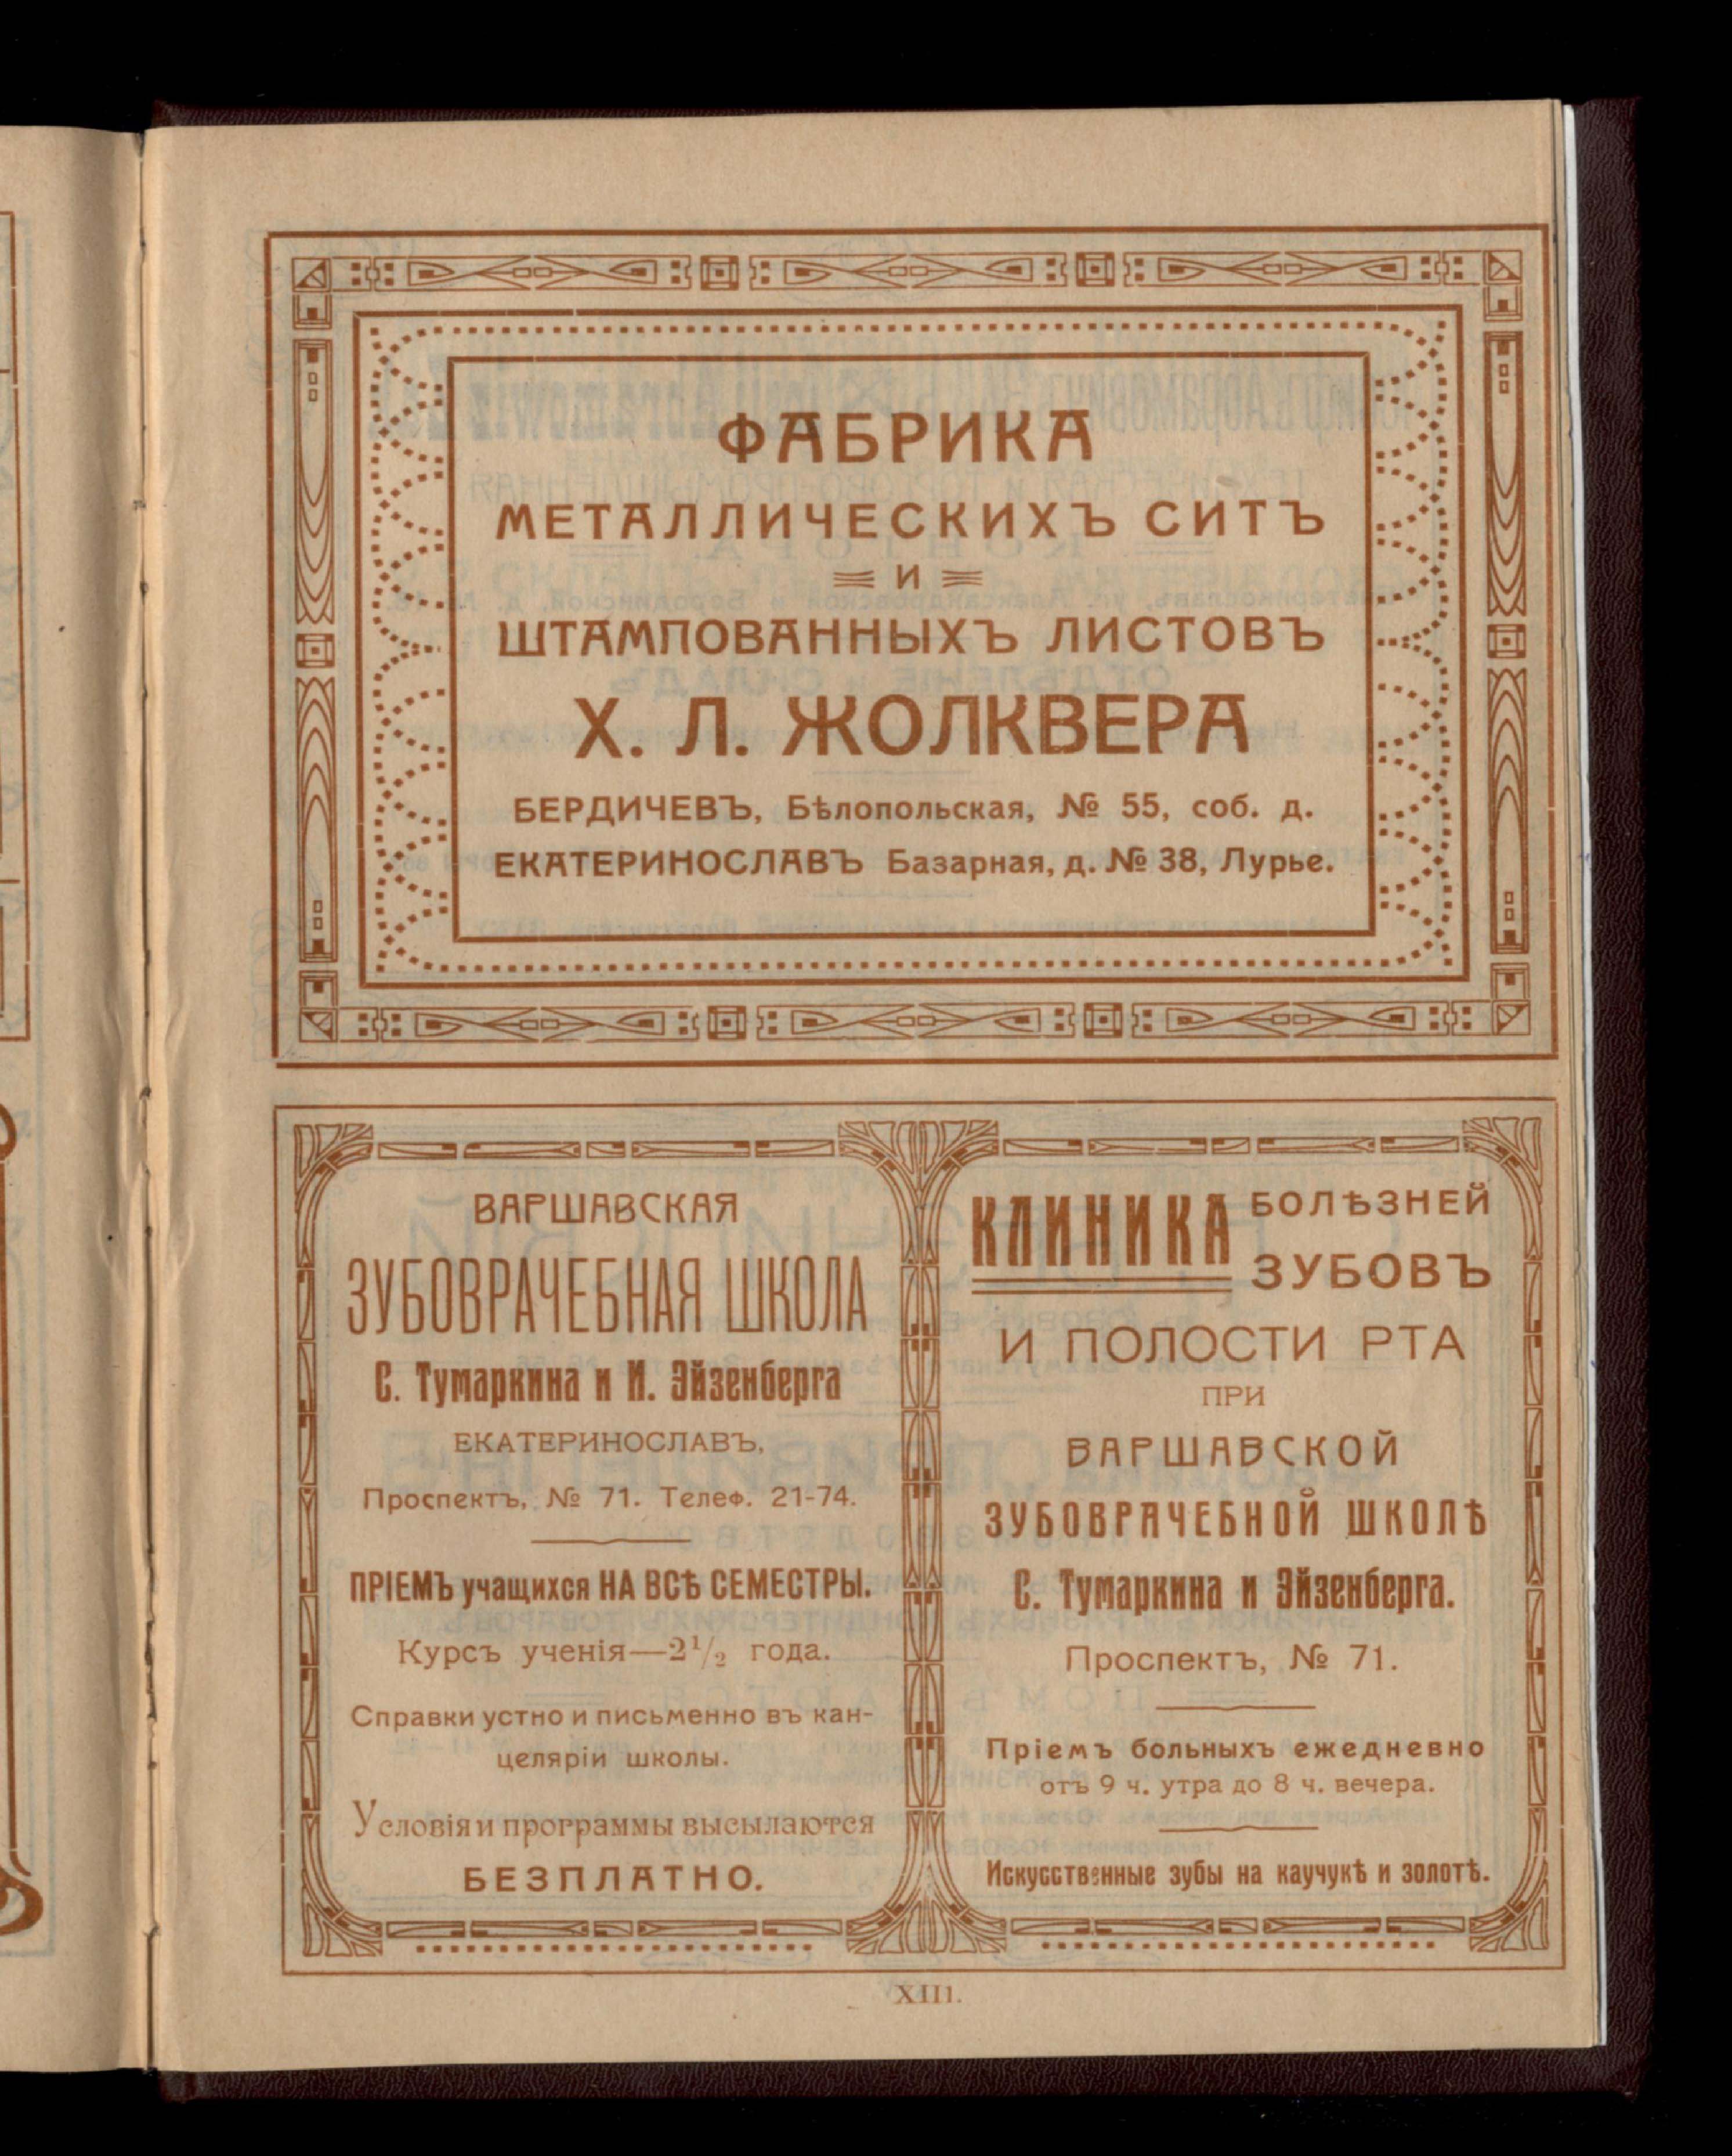 ФАБРИКА
МЕТАЛЛИЧЕСКИХЪ СИТЪ
И
ШТАМПОВАННЫХЪ ЛИСТОВЪ
Х. Л. ЖОЛКВЕРА
БЕРДИЧЕВЪ, Бѣлопольская, № 55, соб. д.
ЕКАТЕРИНОСЛАВЪ Базарная, д. № 38, Лурье.
ВАРШАВСКАЯ
ЗУБОВРАЧЕБНАЯ ШКОЛА
С. Тумаркина и И. Эйзенберга
ЕКАТЕРИНОСЛАВЪ,
Проспектъ, № 71. Телеф. 21-74.
ПРІЕМЪ учащихся НА ВСѢ СЕМЕСТРЫ.
Курсъ ученія—2½ года.
Справки устно и письменно въ кан-
целяріи школы.
Условія и программы высылаются
БЕЗПЛАТНО.
КЛИНИКА БОЛѢЗНЕЙ
ЗУБОВЪ
И ПОЛОСТИ РТА
ПРИ
ВАРШАВСКОЙ
ЗУБОВРАЧЕБНОЙ ШКОЛѢ
С. Тумаркина и Эйзенберга.
Проспектъ, № 71.
Пріемъ больныхъ ежедневно
отъ 9 ч. утра до 8 ч. вечера.
Искусственные зубы на каучукѣ и золотѣ.
XIII.